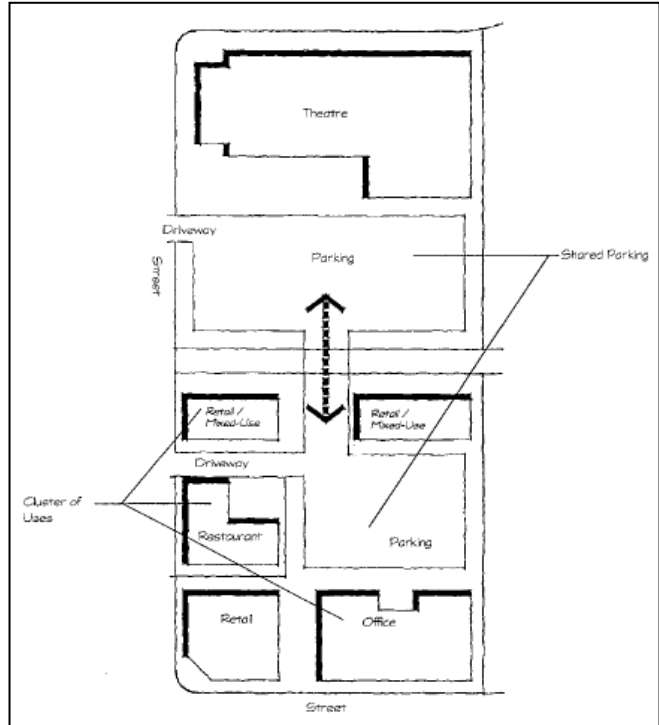 Theatre
Driveway
Street
Parking
Shared Parking
Retail /
Mixed-Use
Retail /
Mixed-Use
Driveway
Cluster of
Uses
Restaurant
Parking
Retail
Office
Street